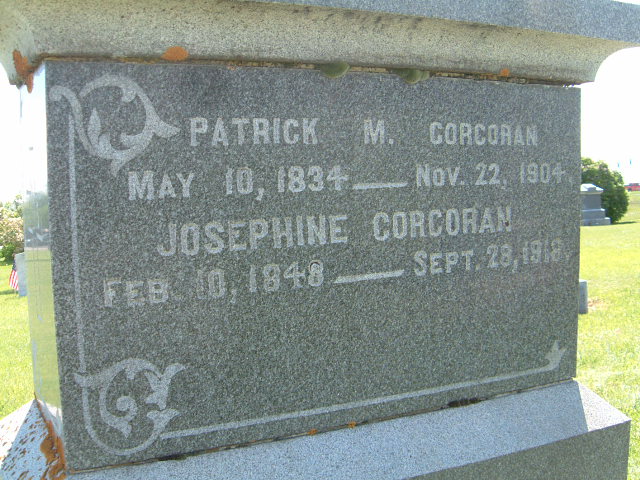 PATRICK M. CORCORAN
MAY 10, 1834 — NOV. 22, 1904.
JOSEPHINE CORCORAN
FEB. 10, 1848 — SEPT. 28, 1918.